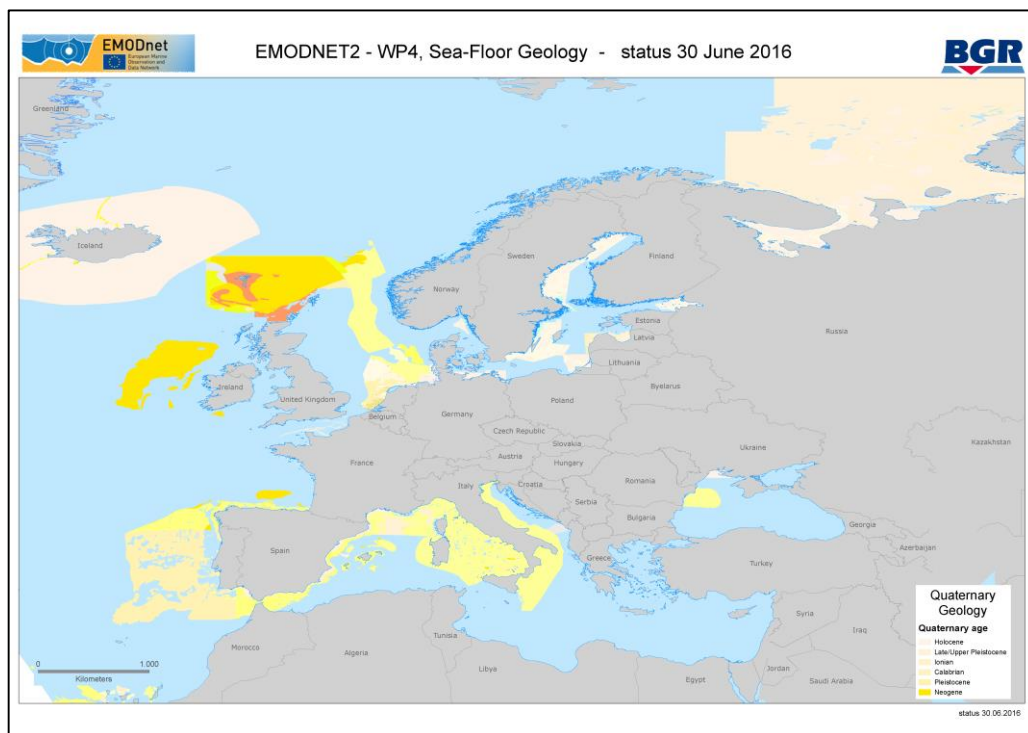 EMODnet
European Marine
Observation and
Data Network
EMODNET2 - WP4, Sea-Floor Geology - status 30 June 2016
BGR
Greenland
Iceland
Sweden
Finland
Norway
Russia
Estonia
Latvia
Lithuania
Ireland
United Kingdom
Byelarus
Poland
Germany
Belgium
Czech Republic
Kazakhstan
Ukraine
Slovakia
Austria
Hungary
France
Romania
Italy
Croatia
Serbia
Bulgaria
Georgia
Azerbaijan
Spain
Greece
Turkey
Syria
Iraq
Tunisia
Morocco
Algeria
Libya
Egypt
Jordan
Saudi Arabia
0 1.000
Kilometers
Quaternary
Geology
Quaternary age
Holocene
Late/Upper Pleistocene
Ionian
Calabrian
Pleistocene
Neogene
status 30.06.2016